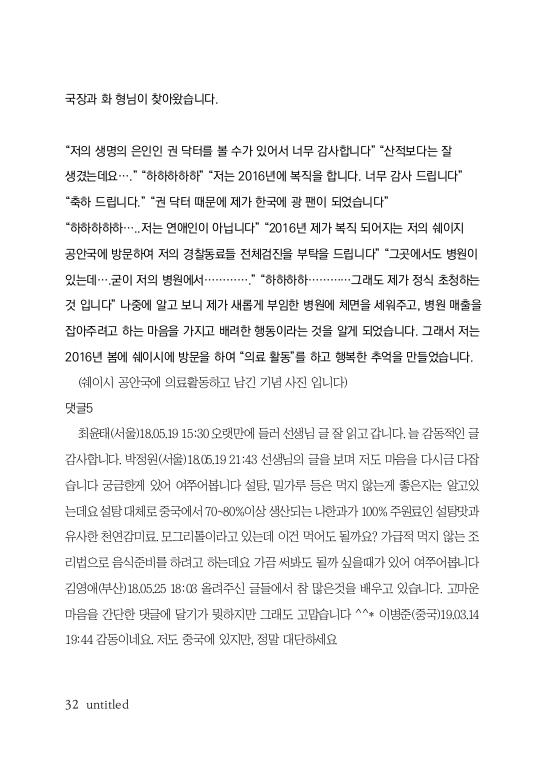 국장과 화 형님이 찾아왔습니다.
“저의 생명의 은인인 권 닥터를 볼 수가 있어서 너무 감사합니다” “산적보다는 잘
생겼는데요….” “하하하하하” “저는 2016년에 복직을 합니다. 너무 감사 드립니다”
“축하 드립니다.” “권 닥터 때문에 제가 한국에 광 팬이 되었습니다”
“하하하하하…..저는 연애인이 아닙니다” “2016년 제가 복직 되어지는 저의 쉐이지
공안국에 방문하여 저의 경찰동료들 전체검진을 부탁을 드립니다” “그곳에서도 병원이
있는데….굳이 저의 병원에서………….” “하하하하…………그래도 제가 정식 초청하는
것 입니다” 나중에 알고 보니 제가 새롭게 부임한 병원에 체면을 세워주고, 병원 매출을
잡아주려고 하는 마음을 가지고 배려한 행동이라는 것을 알게 되었습니다. 그래서 저는
2016년 봄에 쉐이시에 방문을 하여 “의료 활동”를 하고 행복한 추억을 만들었습니다.
(쉐이시 공안국에 의료활동하고 남긴 기념 사진 입니다)
댓글5
최윤태(서울)18.05.19 15:30 오랫만에 들러 선생님 글 잘 읽고 갑니다. 늘 감동적인 글
감사합니다. 박정원(서울)18.05.19 21:43 선생님의 글을 보며 저도 마음을 다시금 다잡
습니다 궁금한게 있어 여쭈어봅니다 설탕, 밀가루 등은 먹지 않는게 좋은지는 알고있
는데요 설탕 대체로 중국에서 70~80%이상 생산되는 나한과가 100% 주원료인 설탕맛과
유사한 천연감미료. 모그리톨이라고 있는데 이건 먹어도 될까요? 가급적 먹지 않는 조
리법으로 음식준비를 하려고 하는데요 가끔 써봐도 될까 싶을때가 있어 여쭈어봅니다
김영애(부산)18.05.25 18:03 올려주신 글들에서 참 많은것을 배우고 있습니다. 고마운
마음을 간단한 댓글에 달기가 뭣하지만 그래도 고맙습니다 ^^* 이병준(중국)19.03.14
19:44 감동이네요. 저도 중국에 있지만, 정말 대단하세요
32 untitled